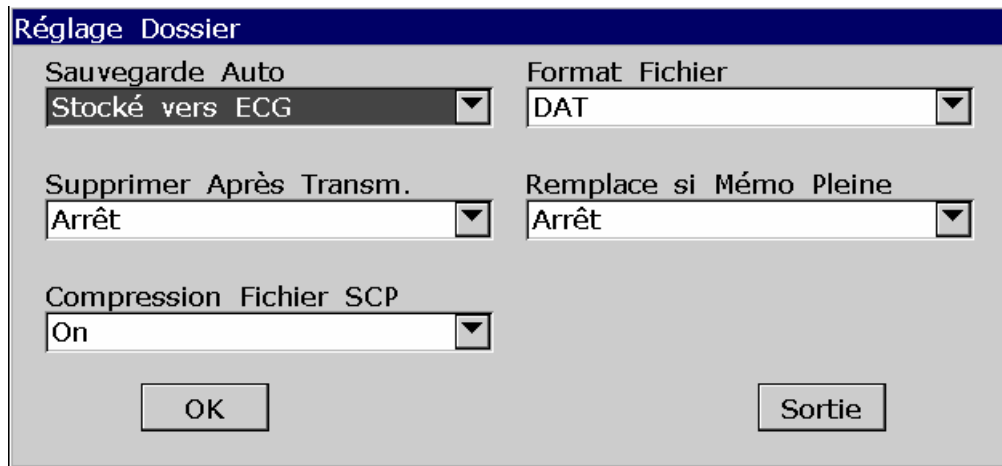 Réglage Dossier
Sauvegarde Auto
Format Fichier
Stocké vers ECG
DAT
Supprimer Après Transm.
Remplace si Mémo Pleine
Arrêt
Arrêt
Compression Fichier SCP
On
OK
Sortie